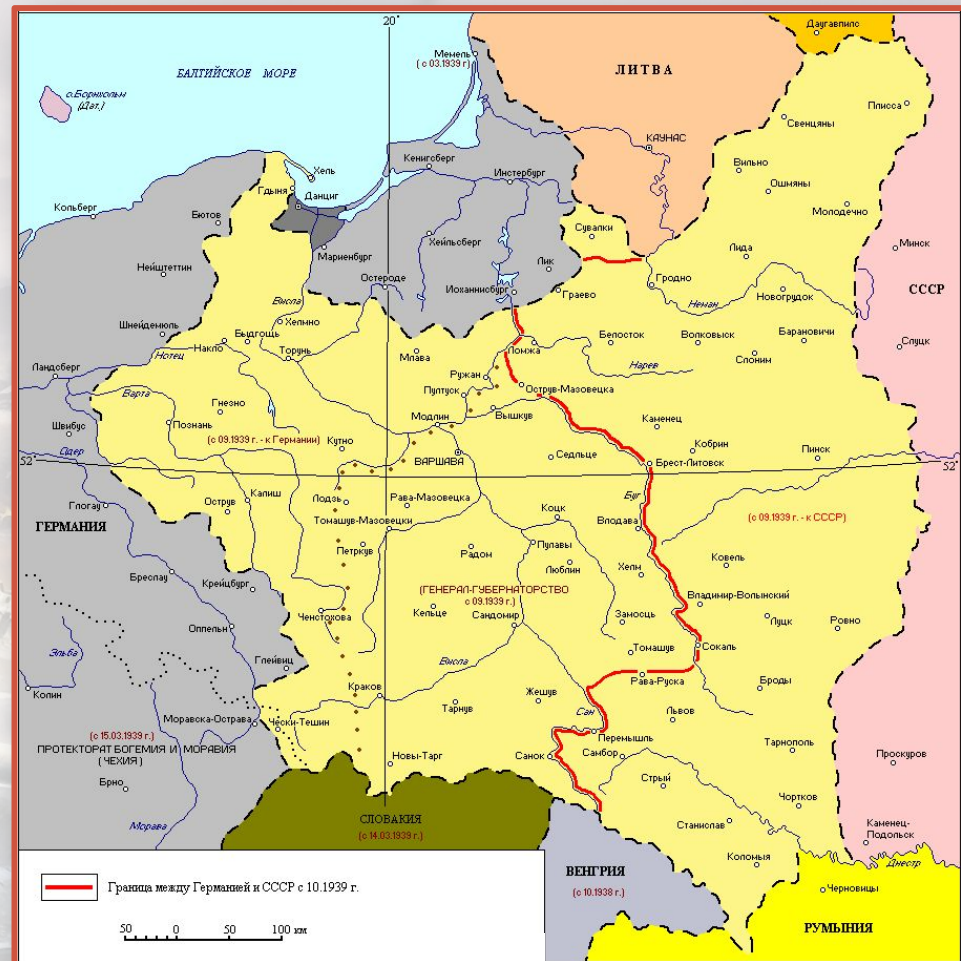 20°
Даугавпилс
Мемель
(с 03.1939 г)
ЛИТВА
БАЛТИЙСКОЕ МОРЕ
о.Борнхольм
(Дат.)
Плисса
Свенцяны
КАУНАС
Хель
Кенигсберг
Инстербург
Вильно
Ошмяны
Гдыня
Данциг
Кольберг
Бютов
Молодечно
Сувалки
Хейльсберг
Мариенбург
Минск
Лида
Нейштеттин
Лик
Остероде
Иоханнисбург
Граево
Гродно
СССР
Новогрудок
Неман
Висла
Хелмно
Шнейдемюль
Быдгощь
Накло
Торунь
Нотец
Млава
Ломжа
Белосток
Волковыск
Барановичи
Слоним
Слуцк
Нарев
Ландсберг
Ружан
Пултуск
Остров-Мазовецка
Варта
Гнезно
Вышкув
Модлин
Каменец
Швибус
Познань
(с 09.1939 г. - к Германии)
Кутно
ВАРШАВА
Седльце
Кобрин
Брест-Литовск
Пинск
Одер
52°
52°
Глогау
Острув
Калиш
Лодзь
Рава-Мазовецка
Буг
ГЕРМАНИЯ
Томашув-Мазовецки
Коцк
Влодава
(с 09.1939 г. - к СССР)
Петркув
Радом
Пулавы
Люблин
Ковель
Бреслау
Крейцбург
Хелм
(ГЕНЕРАЛ-ГУБЕРНАТОРСТВО
с 09.1939 г.)
Владимир-Волынский
Ченстохова
Кельце
Сандомир
Замосць
Луцк
Ровно
Оппельн
Эльба
Томашув
Сокаль
Глейвиц
Висла
Рава-Руска
Колин
Краков
Жешув
Броды
Моравска-Острава
Чески-Тешин
Тарнув
Сан
Львов
(с 15.03.1939 г.)
ПРОТЕКТОРАТ БОГЕМИЯ И МОРАВИЯ
(ЧЕХИЯ)
Перемышль
Тарнополь
Новы-Тарг
Санок
Самбор
Проскуров
Брно
Стрый
Чортков
Морава
СЛОВАКИЯ
(с 14.03.1939 г.)
Станислав
Каменец-
Подольск
Коломыя
Днестр
ВЕНГРИЯ
(с 10.1938 г.)
Черновицы
РУМЫНИЯ
Граница между Германией и СССР с 10.1939 г.
50 0 50 100 км